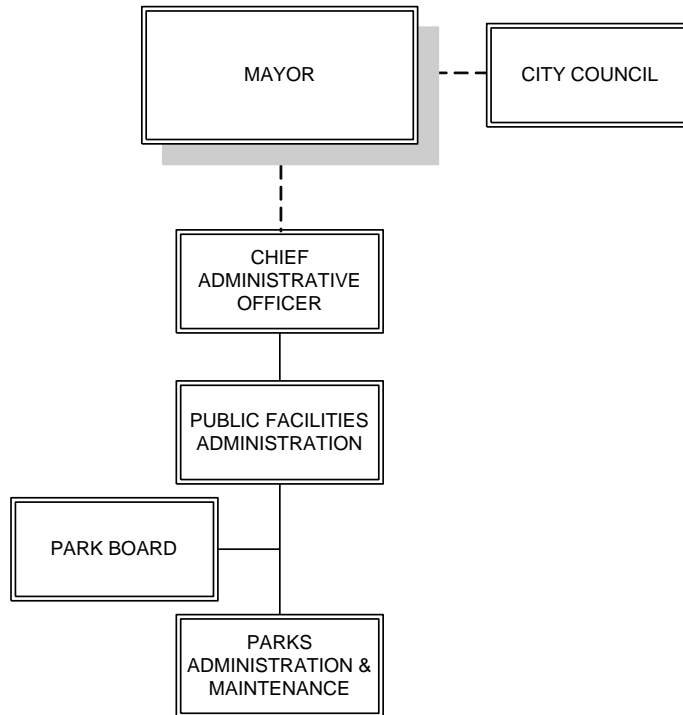 MAYOR
CITY COUNCIL
CHIEF
ADMINISTRATIVE
OFFICER
PUBLIC FACILITIES
ADMINISTRATION
PARK BOARD
PARKS
ADMINISTRATION &
MAINTENANCE